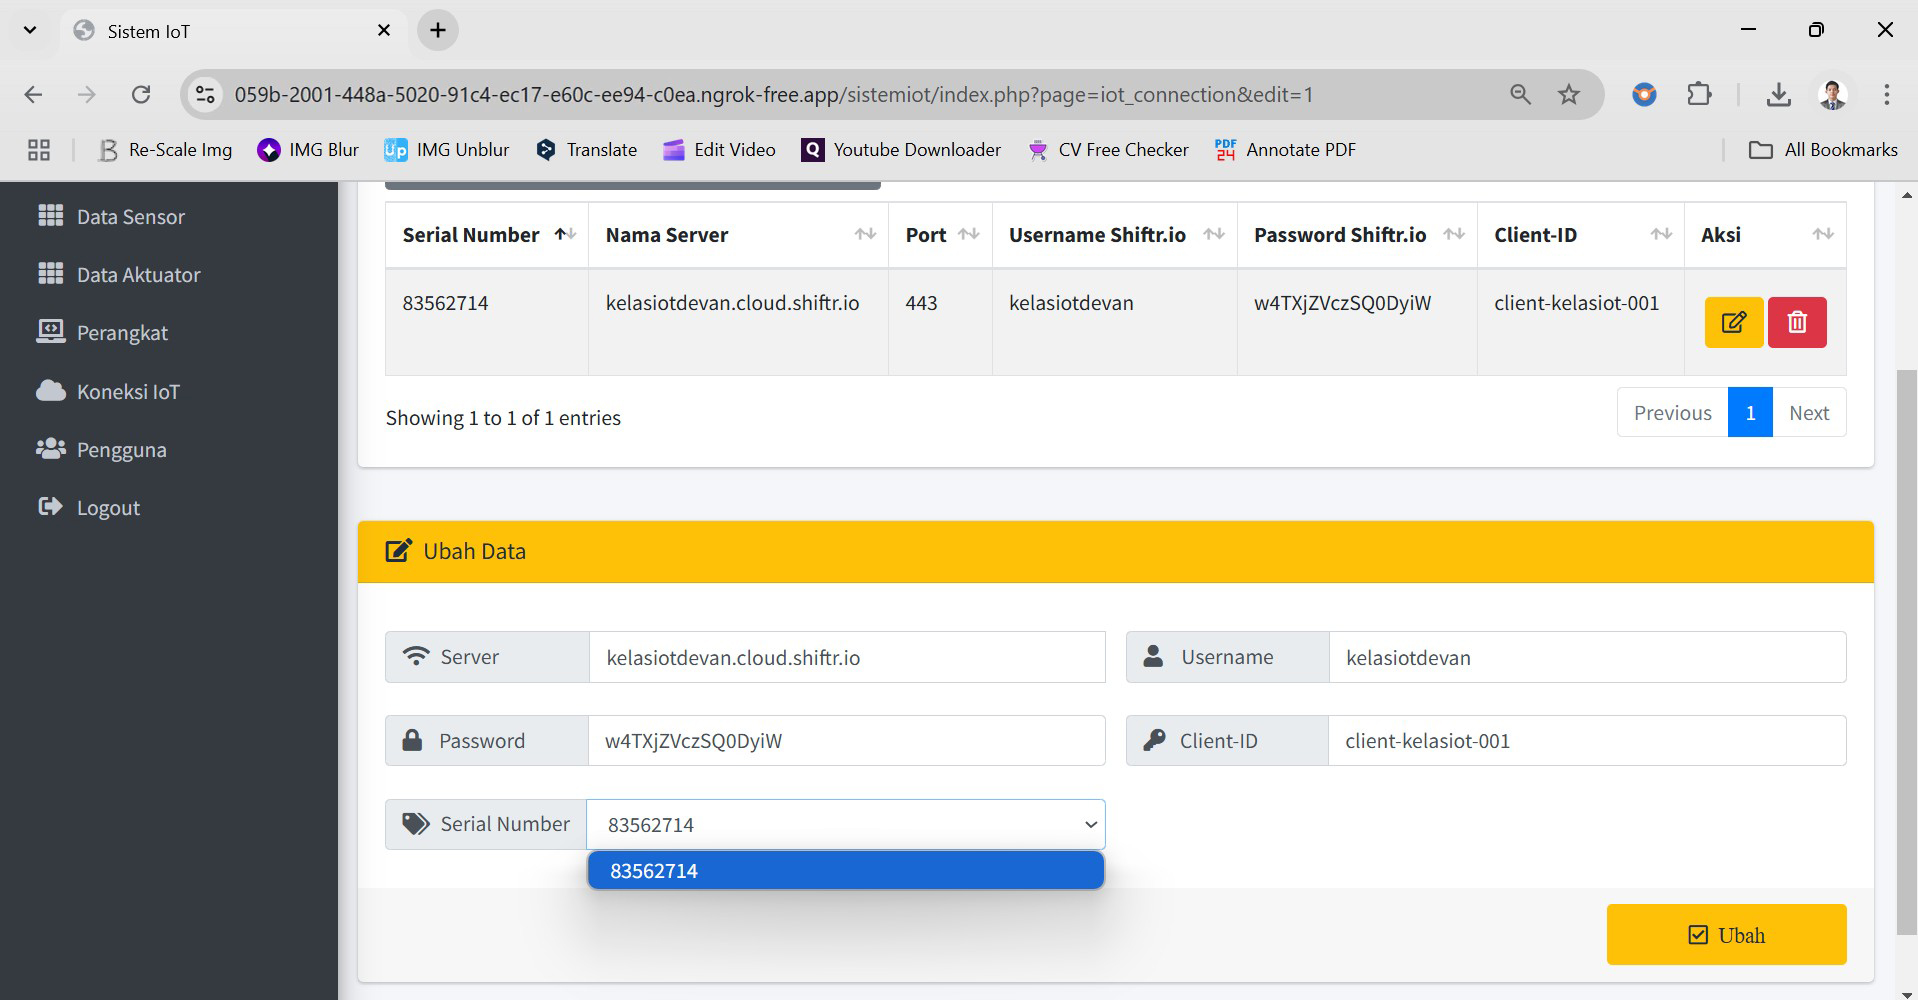 Sistem IoT
059b-2001-448a-5020-91c4-ec17-e60c-ee94-c0ea.ngrok-free.app/sistemiot/index.php?page=iot_connection&edit=1
Re-Scale Img IMG Blur Up IMG Unblur Translate Edit Video Q Youtube Downloader CV Free Checker PDF 24 Annotate PDF All Bookmarks
Data Sensor
Data Aktuator
Perangkat
Koneksi IoT
Pengguna
Logout
Serial Number Nama Server Port Username Shiftr.io Password Shiftr.io Client-ID Aksi
83562714 kelasiotdevan.cloud.shiftr.io 443 kelasiotdevan w4TXjZVczSQ0DyiW client-kelasiot-001
Showing 1 to 1 of 1 entries Previous 1 Next
Ubah Data
Server kelasiotdevan.cloud.shiftr.io Username kelasiotdevan
Password w4TXjZVczSQ0DyiW Client-ID client-kelasiot-001
Serial Number 83562714
83562714
Ubah